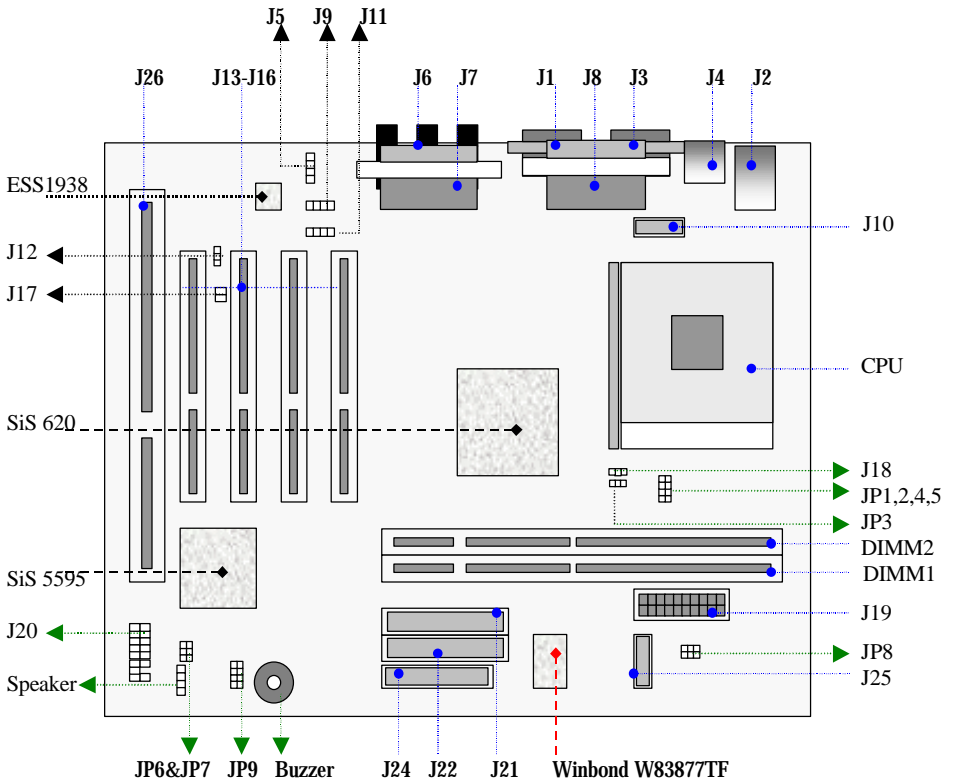 J5 J9 J11
J26 J13-J16 J6 J7 J1 J8 J3 J4 J2
ESS1938
J10
J12
J17
CPU
SiS 620
J18
JP1,2,4,5
JP3
DIMM2
DIMM1
SiS 5595
J19
J20
JP8
J25
Speaker
JP6&JP7 JP9 Buzzer J24 J22 J21 Winbond W83877TF